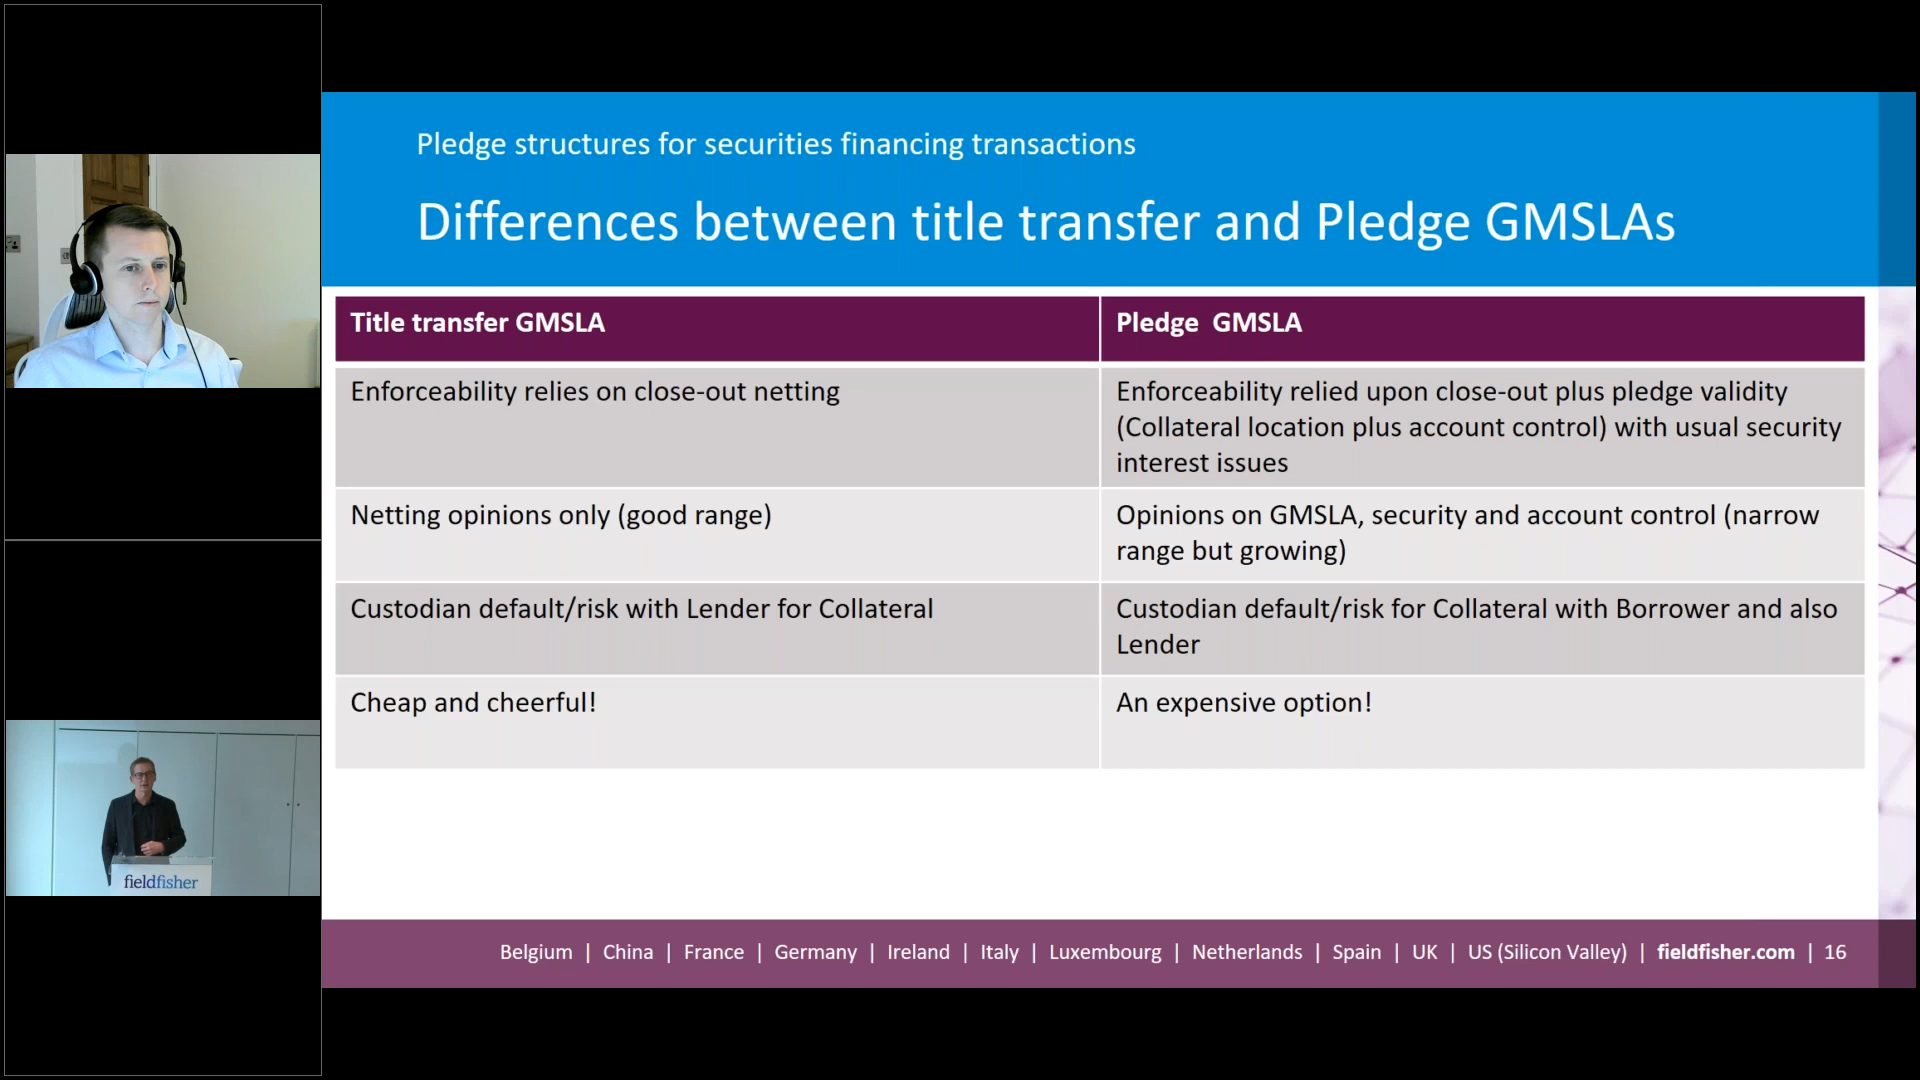 Pledge structures for securities financing transactions
Differences between title transfer and Pledge GMSLAs
Title transfer GMSLA
Pledge GMSLA
Enforceability relies on close-out netting
Enforceability relied upon close-out plus pledge validity
(Collateral location plus account control) with usual security
interest issues
Netting opinions only (good range)
Opinions on GMSLA, security and account control (narrow
range but growing)
Custodian default/risk with Lender for Collateral
Custodian default/risk for Collateral with Borrower and also
Lender
Cheap and cheerful!
An expensive option!
fieldfisher
Belgium | China | France | Germany | Ireland | Italy | Luxembourg | Netherlands | Spain | UK | US (Silicon Valley) | fieldfisher.com | 16